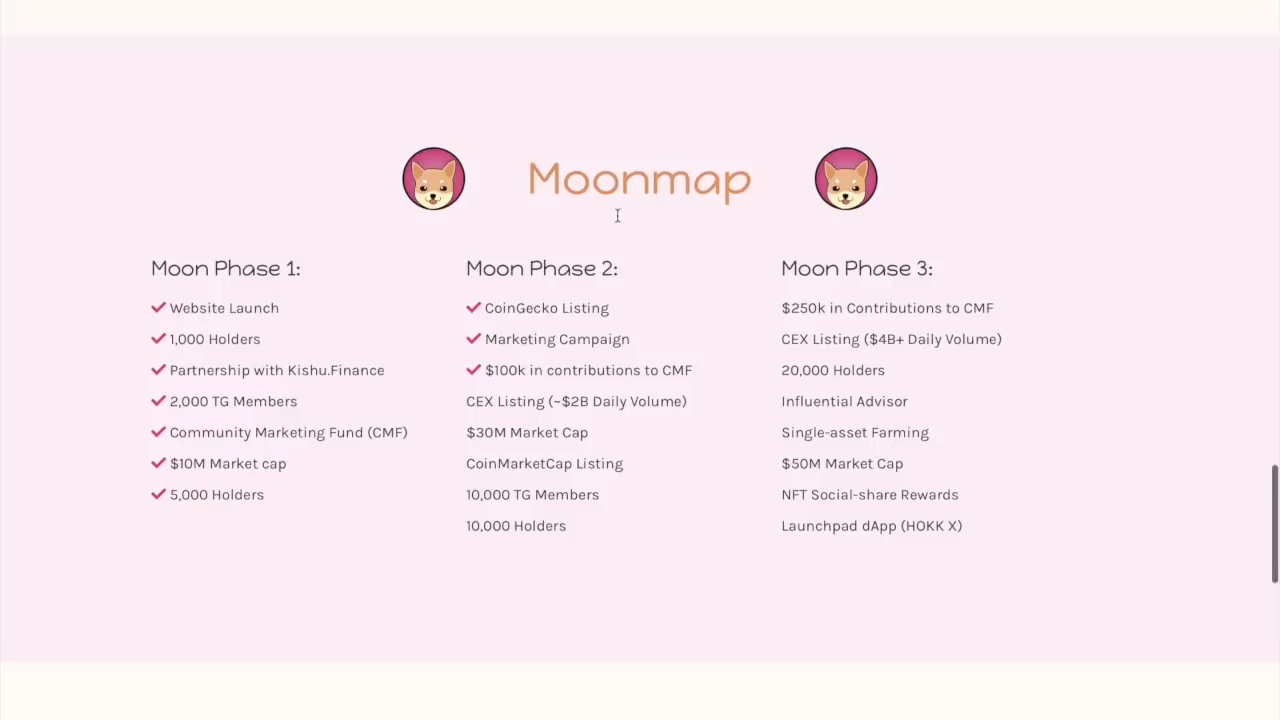 Moonmap
Moon Phase 1:
Website Launch
1,000 Holders
Partnership with Kishu.Finance
2,000 TG Members
Community Marketing Fund (CMF)
$10M Market cap
5,000 Holders
Moon Phase 2:
CoinGecko Listing
Marketing Campaign
$100k in contributions to CMF
CEX Listing (~$2B Daily Volume)
$30M Market Cap
CoinMarketCap Listing
10,000 TG Members
10,000 Holders
Moon Phase 3:
$250k in Contributions to CMF
CEX Listing ($4B+ Daily Volume)
20,000 Holders
Influential Advisor
Single-asset Farming
$50M Market Cap
NFT Social-share Rewards
Launchpad dApp (HOKK X)